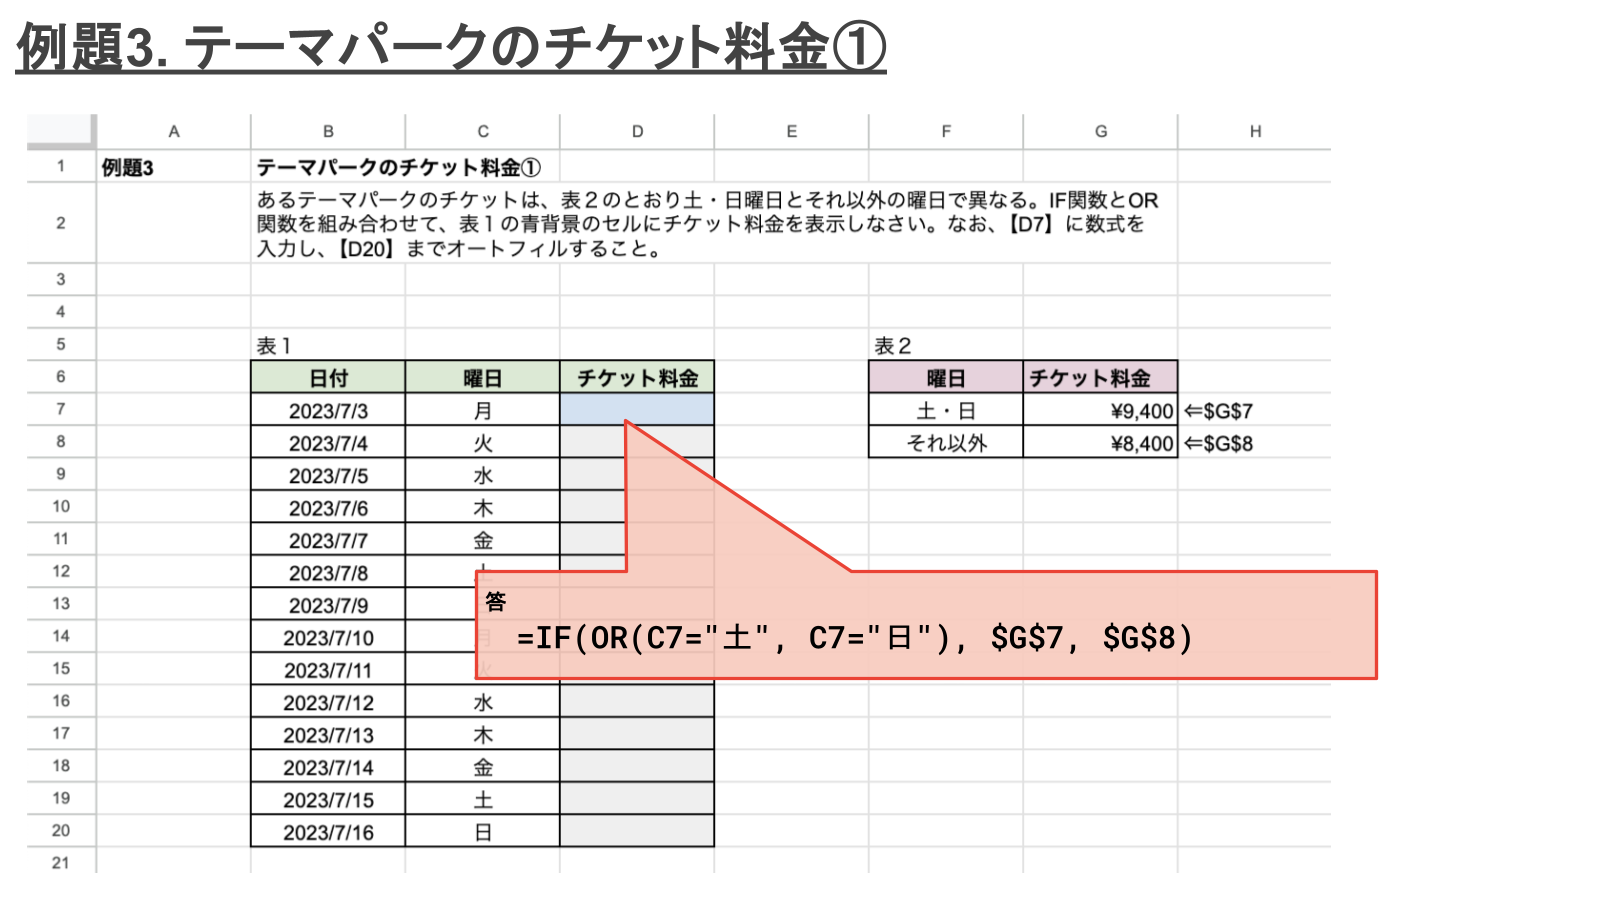 例題3. テーマパークのチケット料金①
A B C D E F G H
1 例題3 テーマパークのチケット料金①
あるテーマパークのチケットは、表２のとおり土・日曜日とそれ以外の曜日で異なる。IF関数とOR
2 関数を組み合わせて、表１の青背景のセルにチケット料金を表示しなさい。なお、【D7】に数式を
入力し、【D20】までオートフィルすること。
3
4
5 表１ 表２
6 日付 曜日 チケット料金 曜日 チケット料金
7 2023/7/3 月 土・日 ¥9,400 ⇐$G$7
8 2023/7/4 火 それ以外 ¥8,400 ⇐$G$8
9 2023/7/5 水
10 2023/7/6 木
11 2023/7/7 金
12 2023/7/8
13 2023/7/9 答
14 2023/7/10 月 =IF(OR(C7="土", C7="日"), $G$7, $G$8)
15 2023/7/11 火
16 2023/7/12 水
17 2023/7/13 木
18 2023/7/14 金
19 2023/7/15 土
20 2023/7/16 日
21